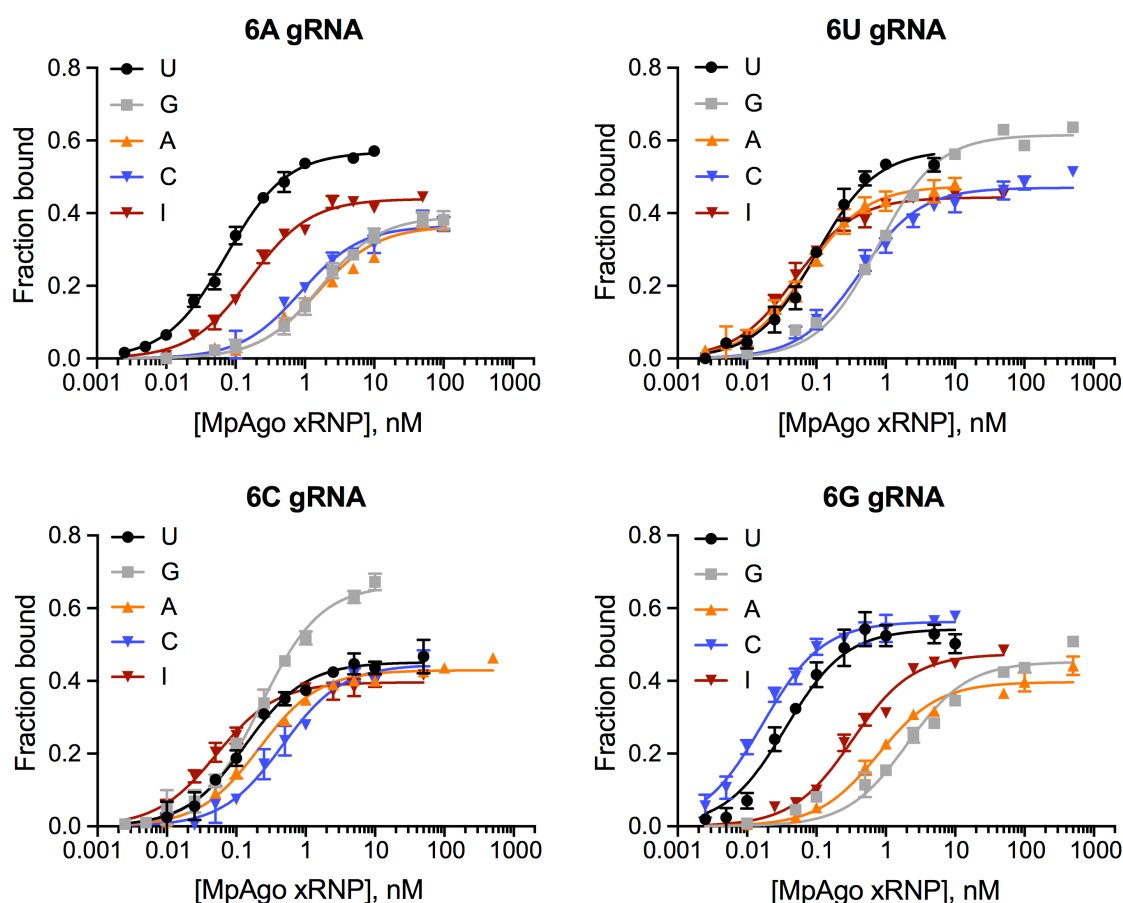 6A gRNA
0.8
0.6
0.4
0.2
0.0
Fraction bound
U
G
A
C
I
0.001 0.01 0.1 1 10 100 1000
[MpAgo xRNP], nM
6U gRNA
0.8
0.6
0.4
0.2
0.0
Fraction bound
U
G
A
C
I
0.001 0.01 0.1 1 10 100 1000
[MpAgo xRNP], nM
6C gRNA
0.8
0.6
0.4
0.2
0.0
Fraction bound
U
G
A
C
I
0.001 0.01 0.1 1 10 100 1000
[MpAgo xRNP], nM
6G gRNA
0.8
0.6
0.4
0.2
0.0
Fraction bound
U
G
A
C
I
0.001 0.01 0.1 1 10 100 1000
[MpAgo xRNP], nM